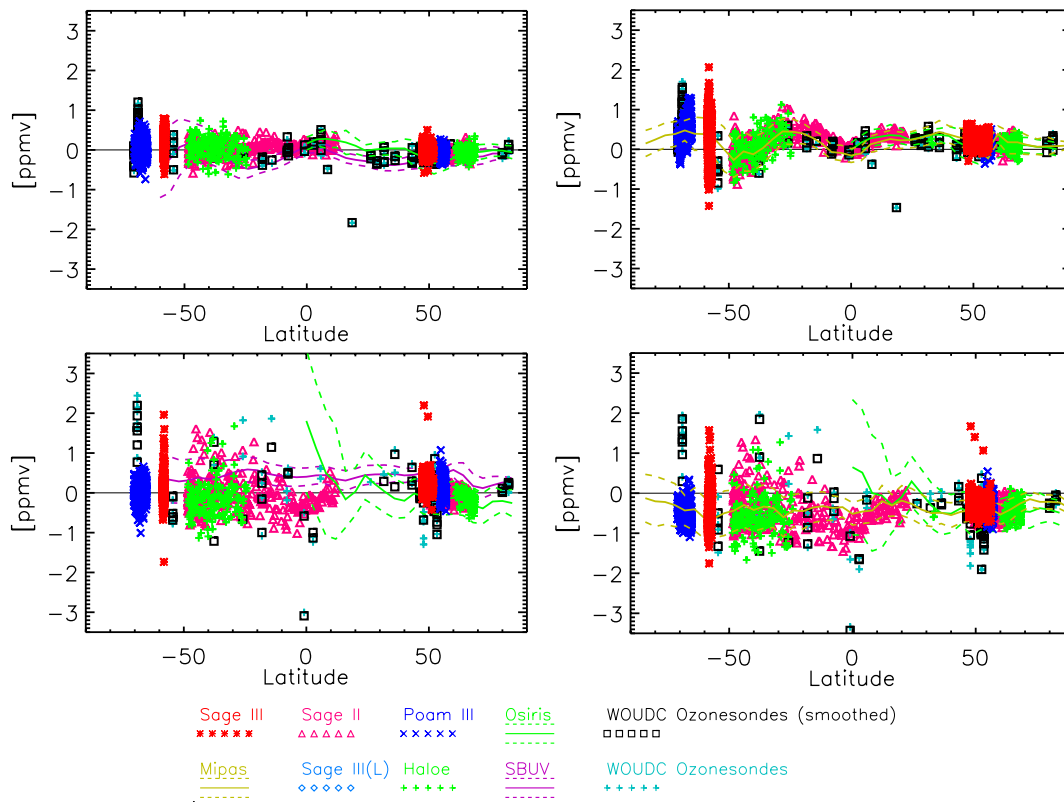 3
2
1
0
−1
−2
−3
[ppmv]
−50 0 50
Latitude
3
2
1
0
−1
−2
−3
[ppmv]
−50 0 50
Latitude
3
2
1
0
−1
−2
−3
[ppmv]
−50 0 50
Latitude
3
2
1
0
−1
−2
−3
[ppmv]
−50 0 50
Latitude
Sage III Sage II Poam III Osiris WOUDC Ozonesondes (smoothed)
Mipas Sage III(L) Haloe SBUV WOUDC Ozonesondes